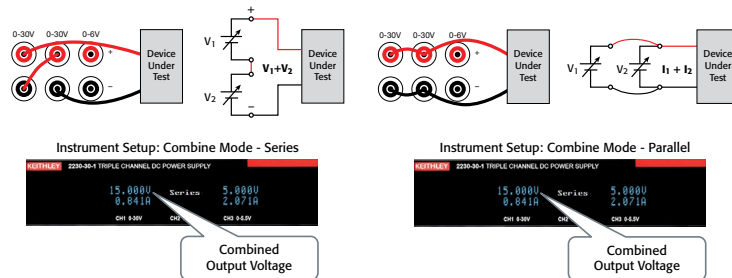 0-30V 0-30V 0-6V
+
−
Device
Under
Test
+
V1
V1+V2
V2
−
Device
Under
Test
0-30V 0-30V 0-6V
+
−
Device
Under
Test
V1
V2
I1 + I2
Device
Under
Test
Instrument Setup: Combine Mode - Series
KEITHLEY 2230-30-1 TRIPLE CHANNEL DC POWER SUPPLY
15.000V Series 5.000V
0.841A 2.071A
CH1 0-30V CH2 CH3 0-5.5V
Combined
Output Voltage
Instrument Setup: Combine Mode - Parallel
KEITHLEY 2230-30-1 TRIPLE CHANNEL DC POWER SUPPLY
15.000V Series 5.000V
0.841A 2.071A
CH1 0-30V CH2 CH3 0-5.5V
Combined
Output Voltage